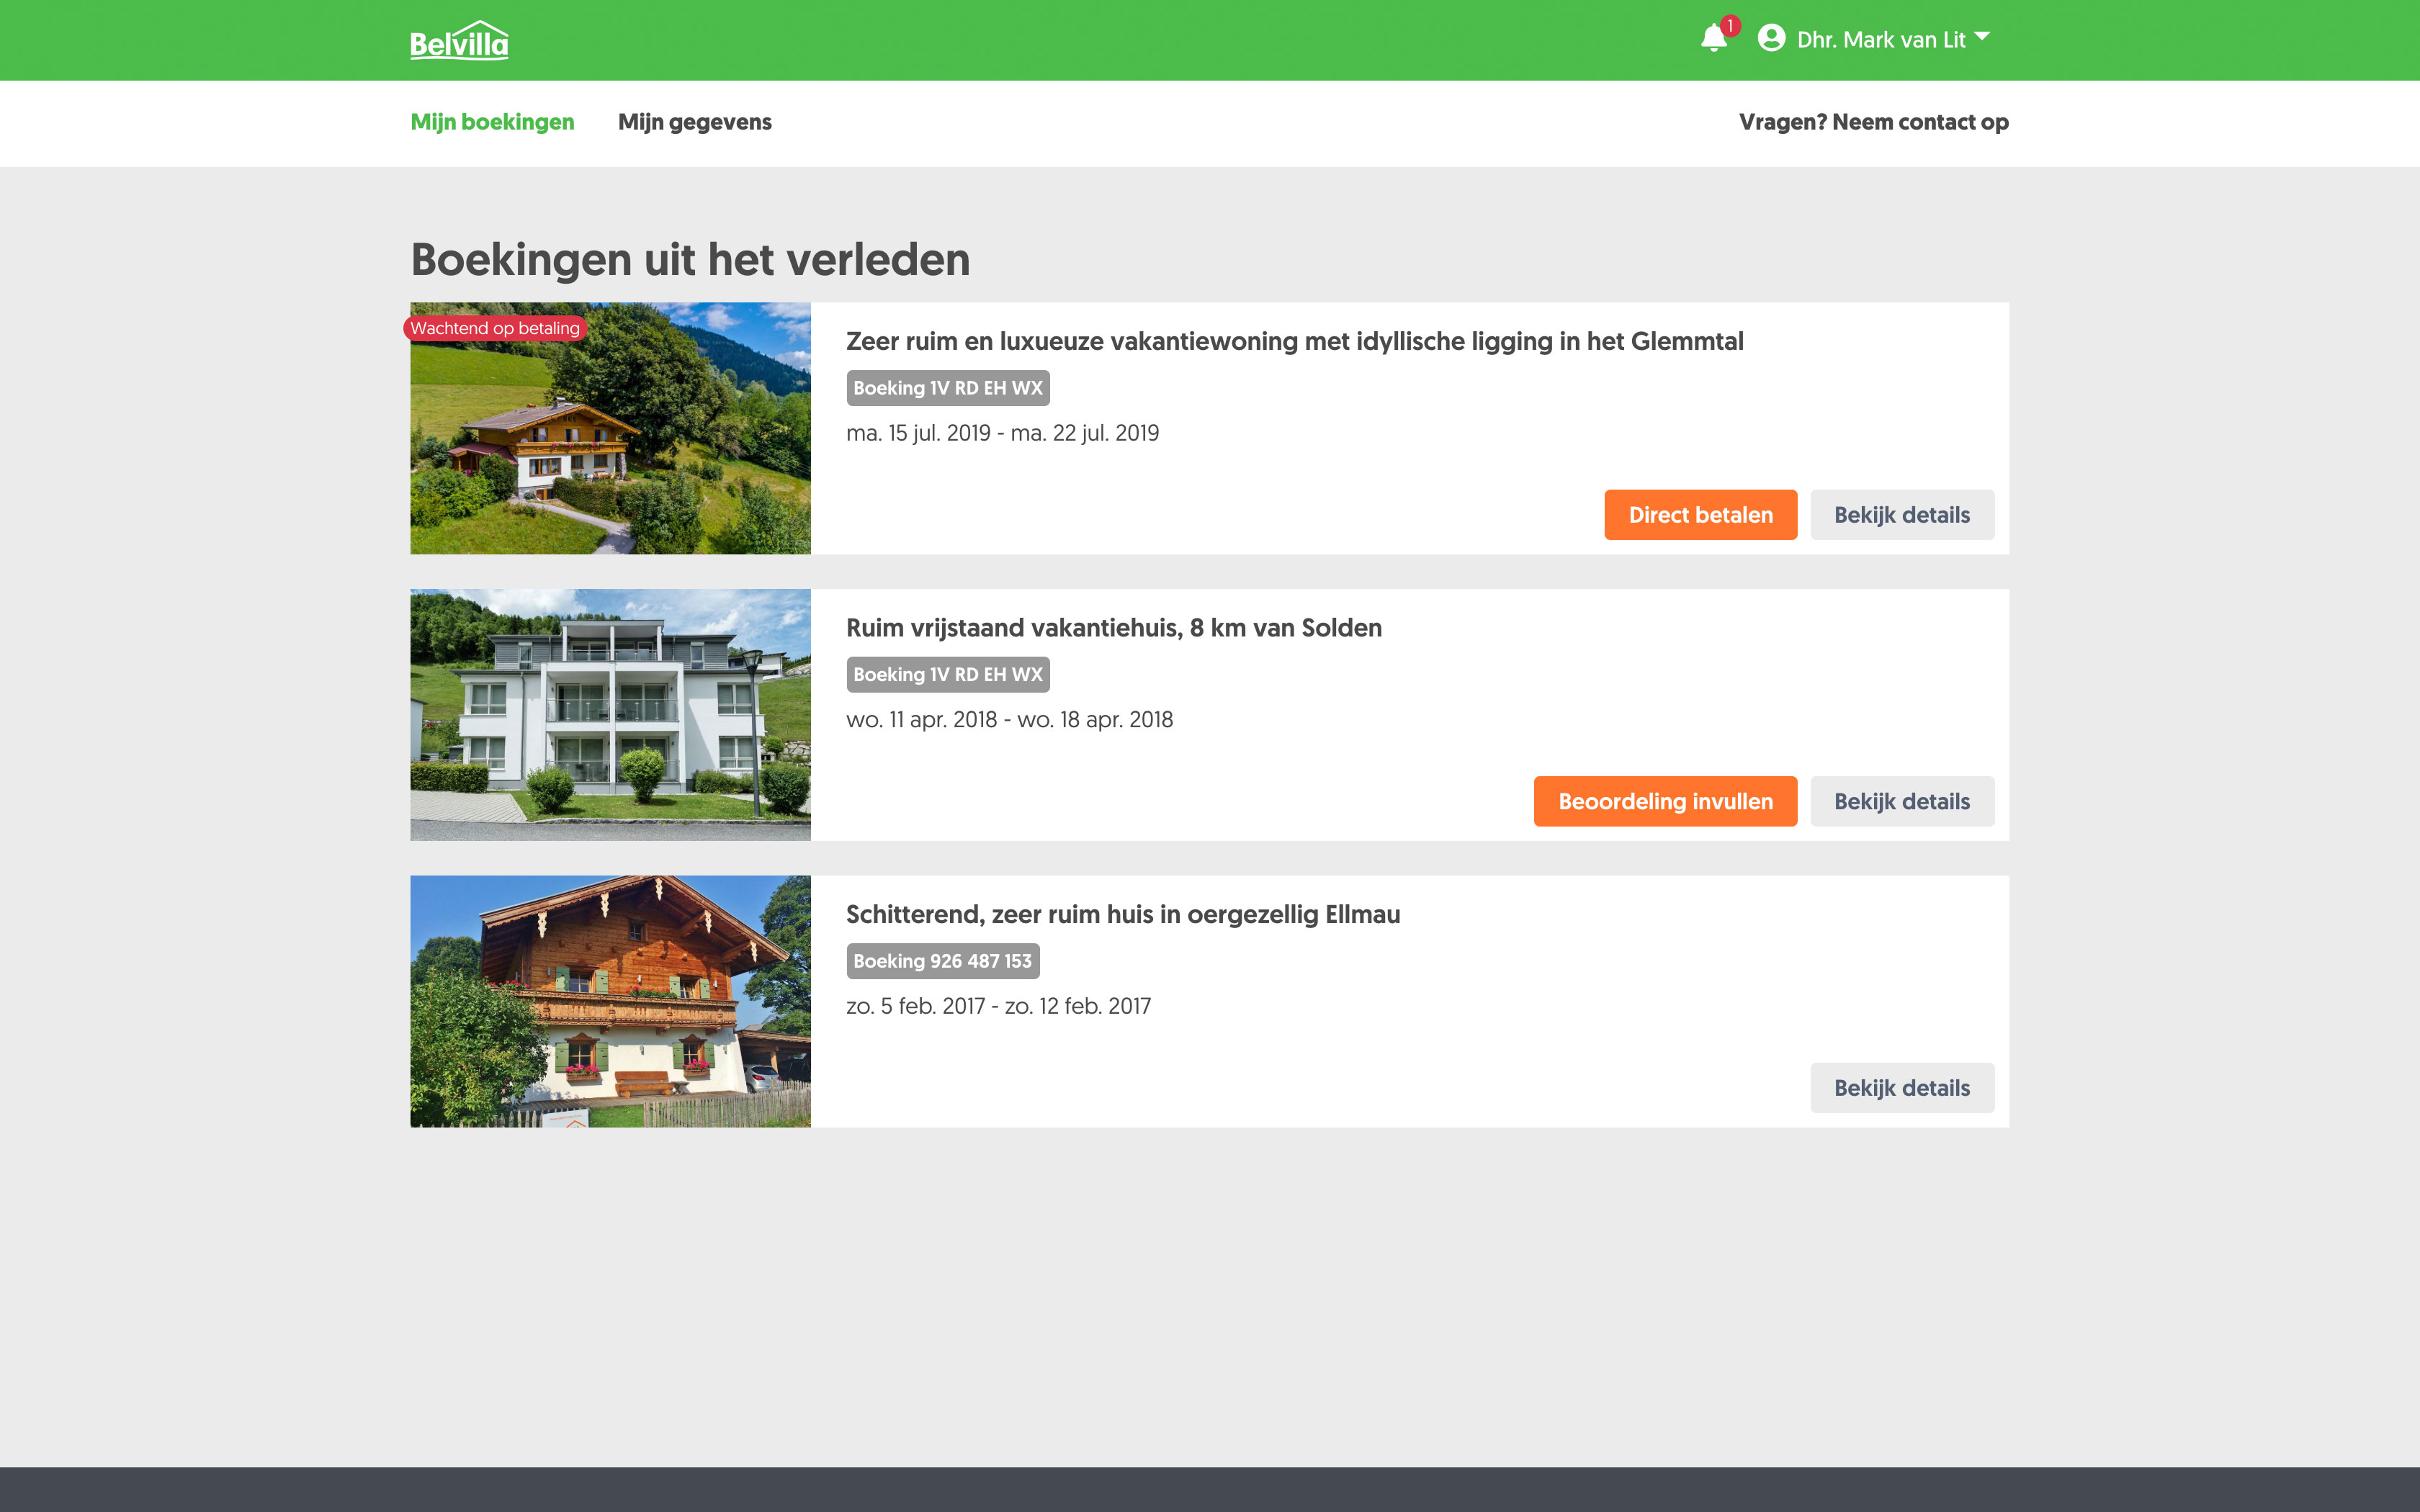 Belvilla
1
Dhr. Mark van Lit
Mijn boekingen
Mijn gegevens
Vragen? Neem contact op
Boekingen uit het verleden
Wachtend op betaling
Zeer ruim en luxueuze vakantiewoning met idyllische ligging in het Glemmtal
Boeking 1V RD EH WX
ma. 15 jul. 2019 - ma. 22 jul. 2019
Direct betalen
Bekijk details
Ruim vrijstaand vakantiehuis, 8 km van Solden
Boeking 1V RD EH WX
wo. 11 apr. 2018 - wo. 18 apr. 2018
Beoordeling invullen
Bekijk details
Schitterend, zeer ruim huis in oergezellig Ellmau
Boeking 926 487 153
zo. 5 feb. 2017 - zo. 12 feb. 2017
Bekijk details